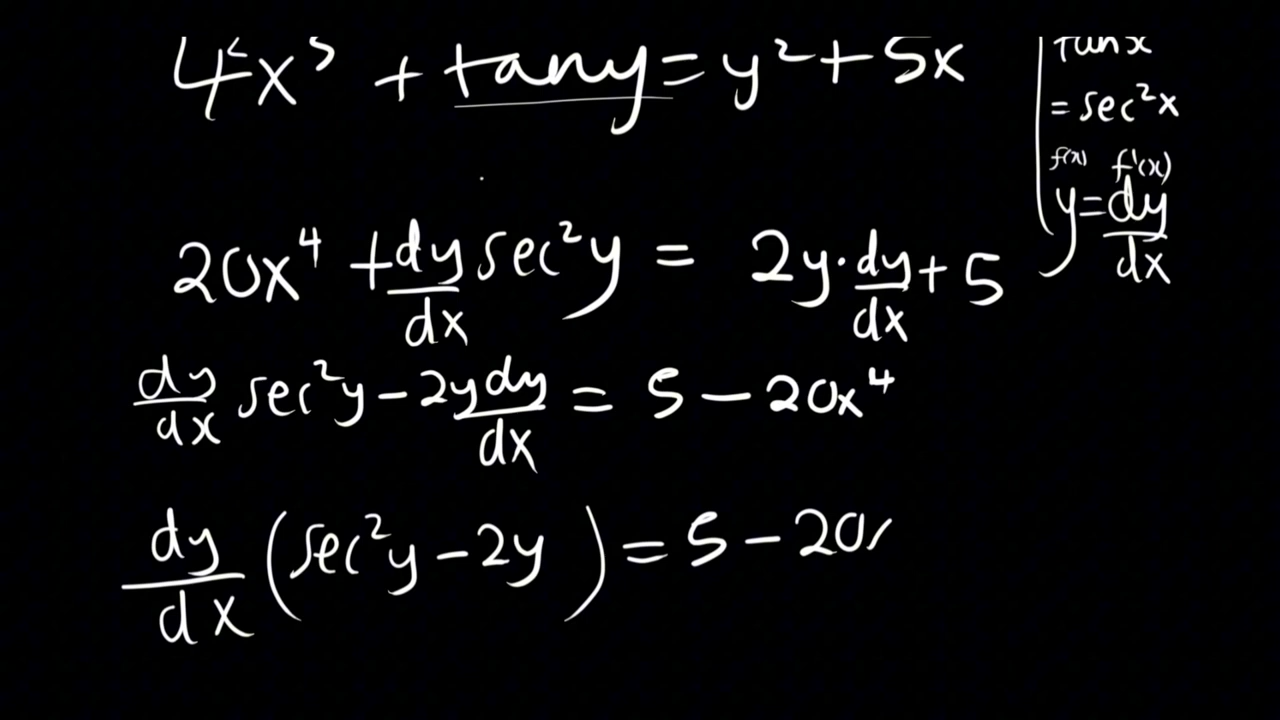 4x⁵ + tany = y² + 5x
tanx
= sec²x
f(x) f'(x)
y = dy/dx
20x⁴ + dy/dx sec²y = 2y · dy/dx + 5
dy/dx sec²y - 2y dy/dx = 5 - 20x⁴
dy/dx (sec²y - 2y) = 5 - 20